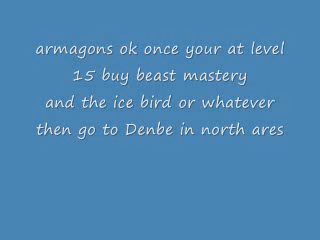 armagons ok once your at level
15 buy beast mastery
and the ice bird or whatever
then go to Denbe in north ares